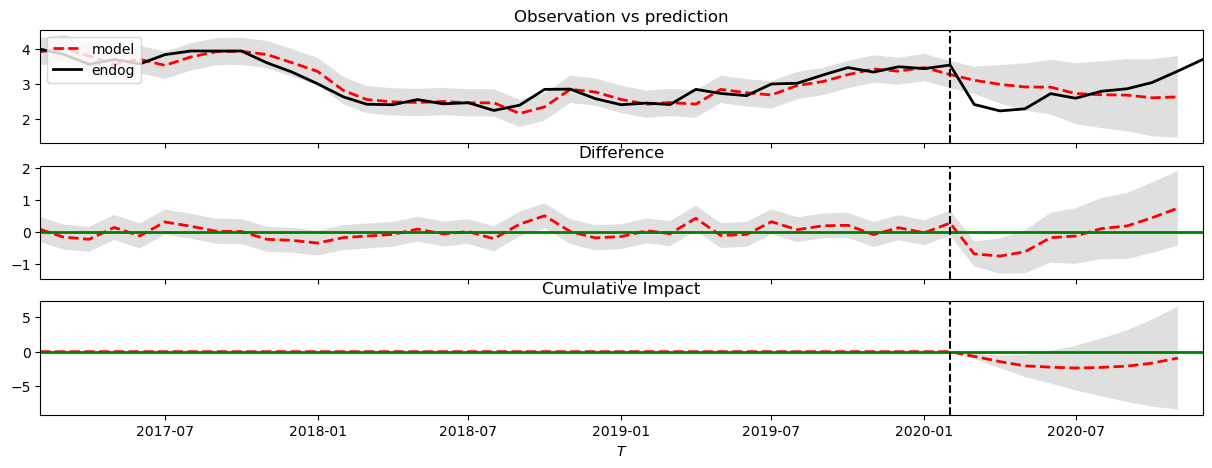 Observation vs prediction
4
3
2
model
endog
Difference
2
1
0
−1
Cumulative Impact
5
0
−5
2017-07 2018-01 2018-07 2019-01 2019-07 2020-01 2020-07
T